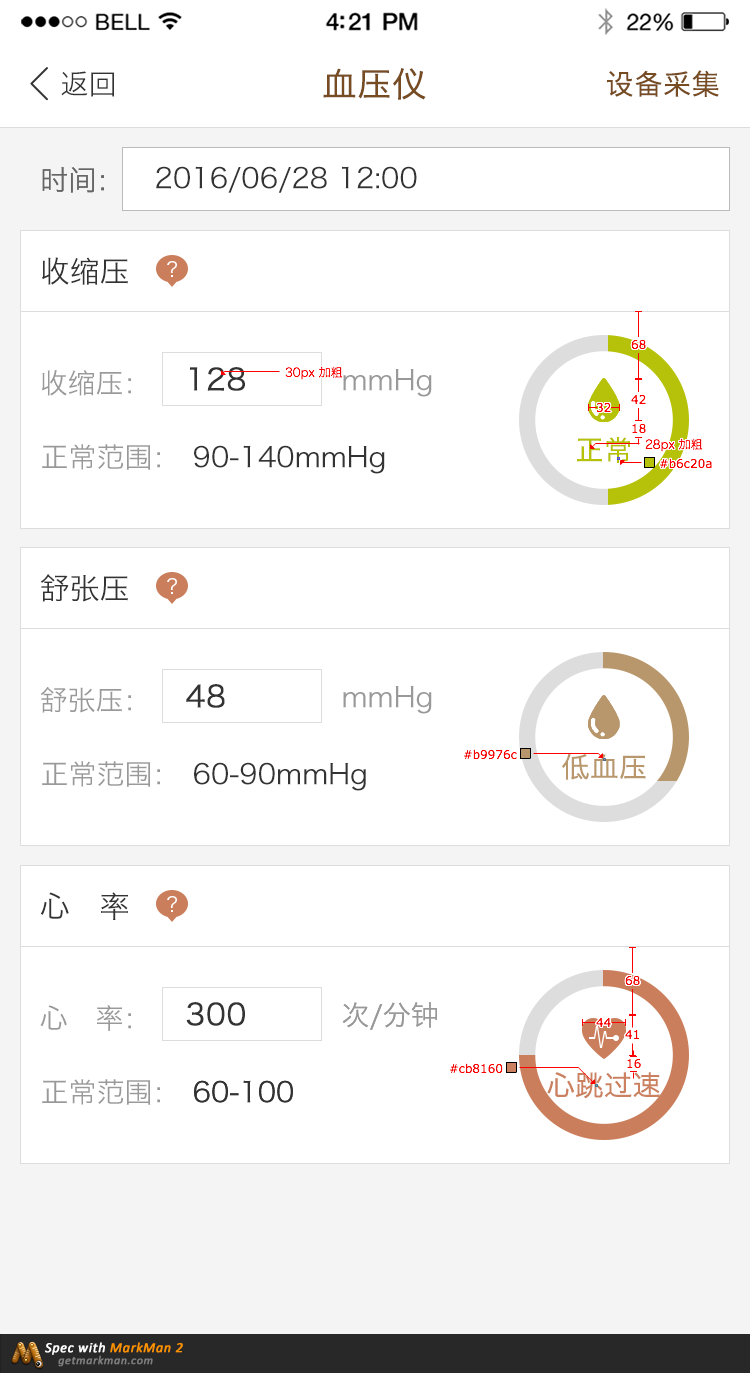 BELL 4:21 PM 22%
返回 血压仪 设备采集
时间： 2016/06/28 12:00
收缩压 ?
68
收缩压： 128 30px 加粗 mmHg
32 42
18
正常 28px 加粗
正常范围： 90-140mmHg #b6c20a
舒张压 ?
舒张压： 48 mmHg
#b9976c 低血压
正常范围： 60-90mmHg
心 率 ?
68
心 率： 300 次/分钟
44 41
16
#cb8160 心跳过速
正常范围： 60-100
Spec with MarkMan 2
getmarkman.com